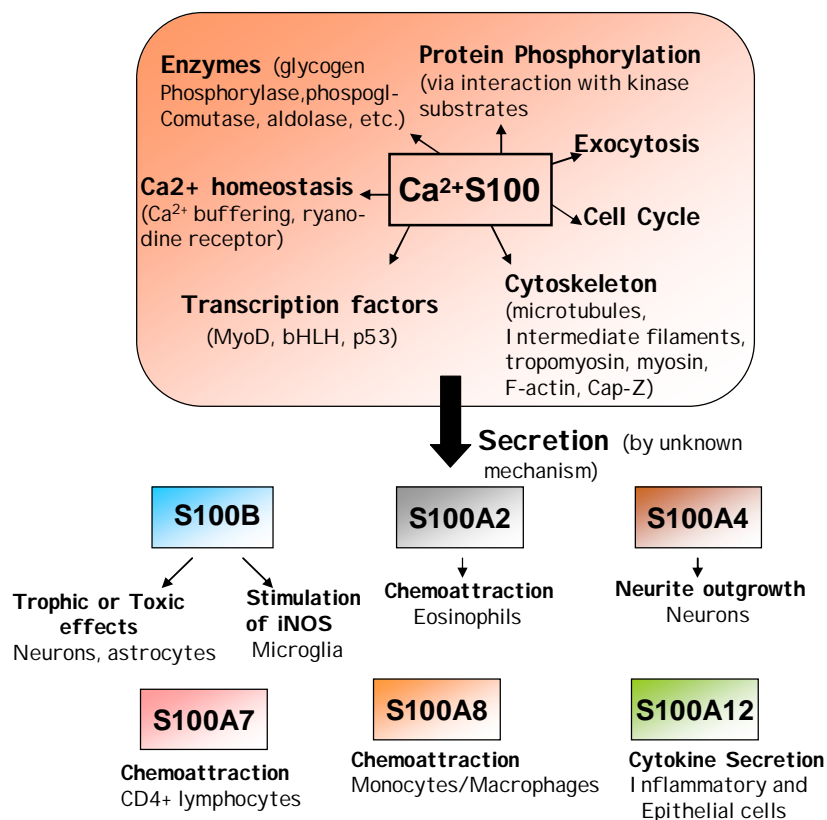 Enzymes (glycogen
Phosphorylase,phospogl-
Comutase, aldolase, etc.)
Protein Phosphorylation
(via interaction with kinase
substrates
Exocytosis
Ca²⁺S100
Ca2+ homeostasis
(Ca²⁺ buffering, ryano-
dine receptor)
Cell Cycle
Transcription factors
(MyoD, bHLH, p53)
Cytoskeleton
(microtubules,
Intermediate filaments,
tropomyosin, myosin,
F-actin, Cap-Z)
Secretion (by unknown
mechanism)
S100B
S100A2
S100A4
Trophic or Toxic
effects
Neurons, astrocytes
Stimulation
of iNOS
Microglia
Chemoattraction
Eosinophils
Neurite outgrowth
Neurons
S100A7
S100A8
S100A12
Chemoattraction
CD4+ lymphocytes
Chemoattraction
Monocytes/Macrophages
Cytokine Secretion
Inflammatory and
Epithelial cells